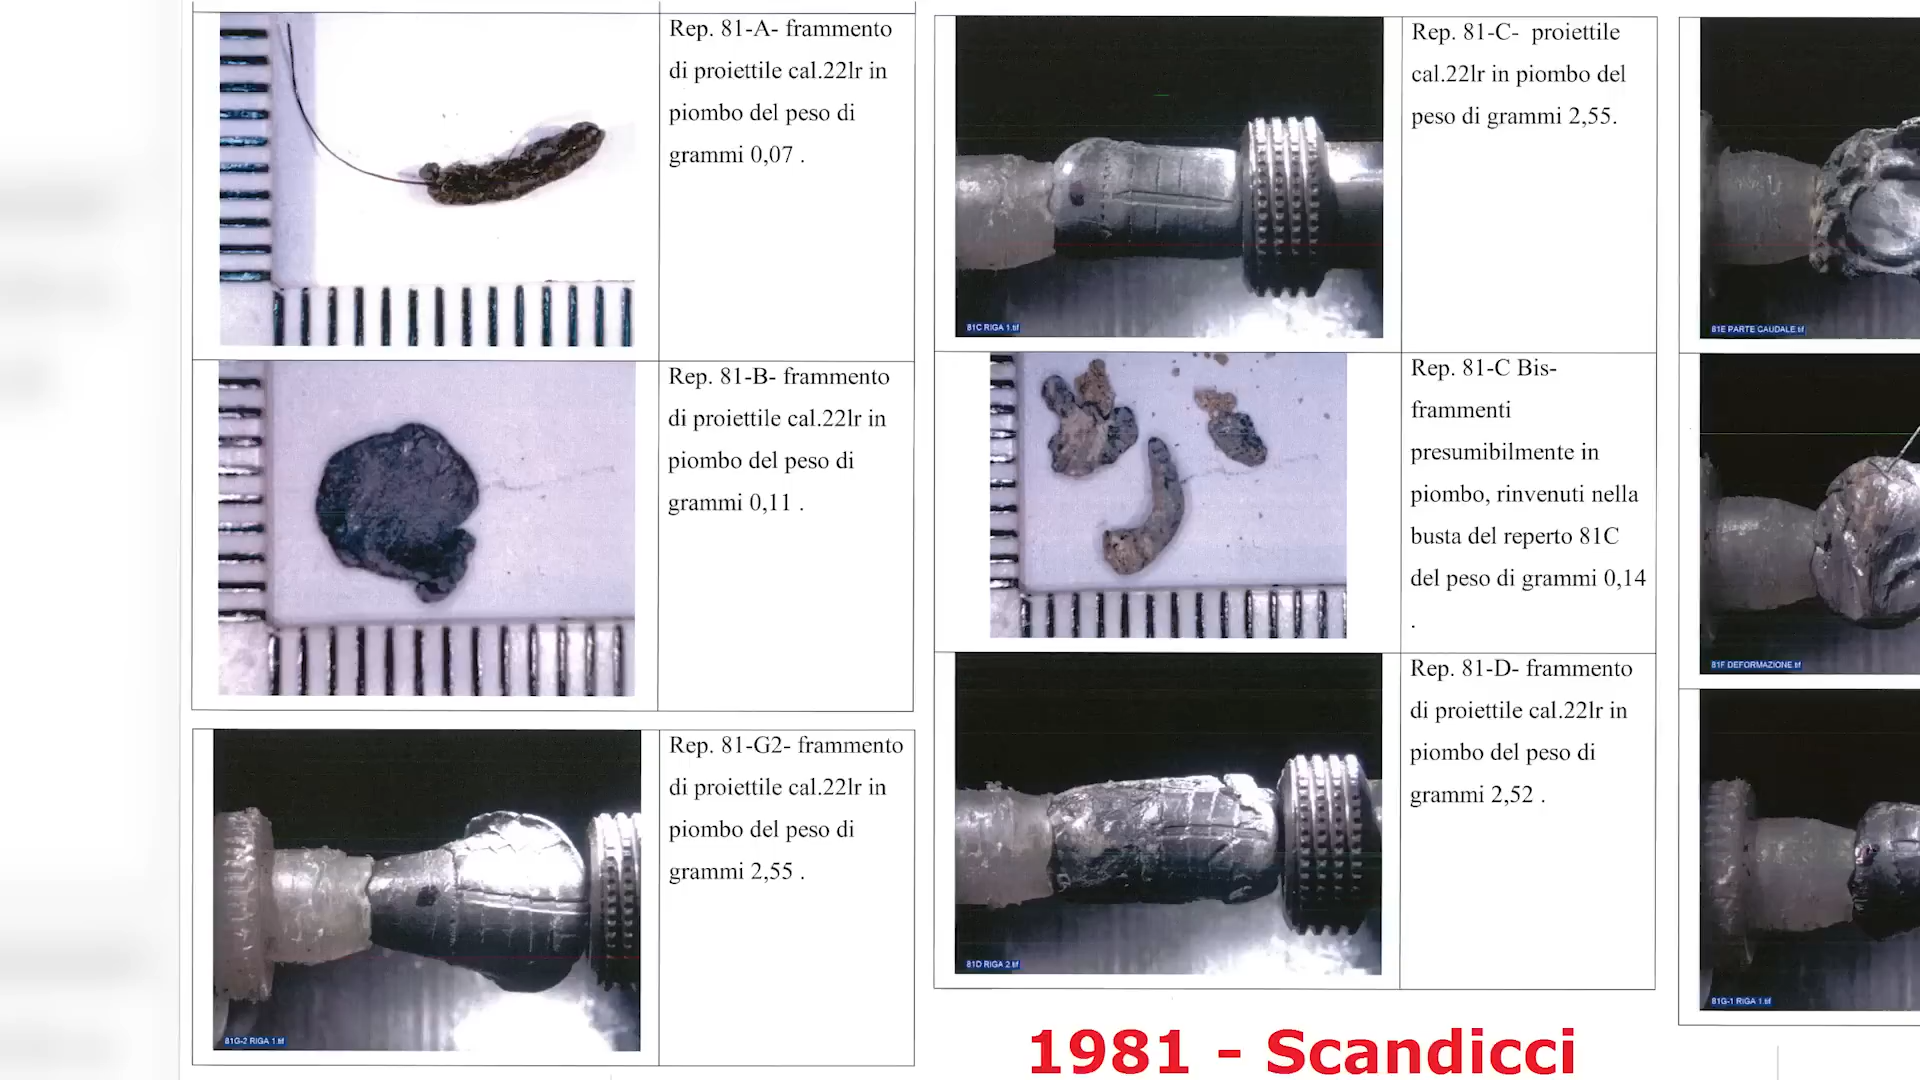 Rep. 81-A- frammento
di proiettile cal.22lr in
piombo del peso di
grammi 0,07 .
Rep. 81-B- frammento
di proiettile cal.22lr in
piombo del peso di
grammi 0,11 .
Rep. 81-G2- frammento
di proiettile cal.22lr in
piombo del peso di
grammi 2,55 .
81G-2 RIGA 1.tif
Rep. 81-C- proiettile
cal.22lr in piombo del
peso di grammi 2,55.
81C RIGA 1.tif
Rep. 81-C Bis-
frammenti
presumibilmente in
piombo, rinvenuti nella
busta del reperto 81C
del peso di grammi 0,14
.
Rep. 81-D- frammento
di proiettile cal.22lr in
piombo del peso di
grammi 2,52 .
81D RIGA 2.tif
1981 - Scandicci
81E PARTE CAUDALE.tif
81F DEFORMAZIONE.tif
81G-1 RIGA 1.tif